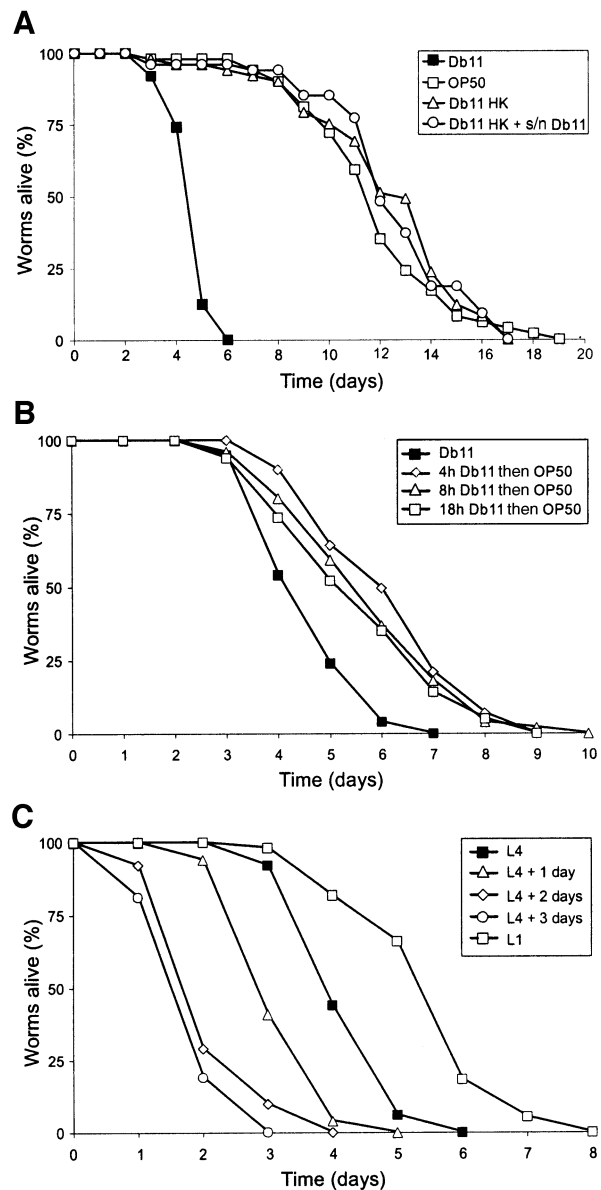 A
100
75
50
25
0
Worms alive (%)
0 2 4 6 8 10 12 14 16 18 20
Time (days)
Db11
OP50
Db11 HK
Db11 HK + s/n Db11
B
100
75
50
25
0
Worms alive (%)
0 1 2 3 4 5 6 7 8 9 10
Time (days)
Db11
4h Db11 then OP50
8h Db11 then OP50
18h Db11 then OP50
C
100
75
50
25
0
Worms alive (%)
0 1 2 3 4 5 6 7 8
Time (days)
L4
L4 + 1 day
L4 + 2 days
L4 + 3 days
L1